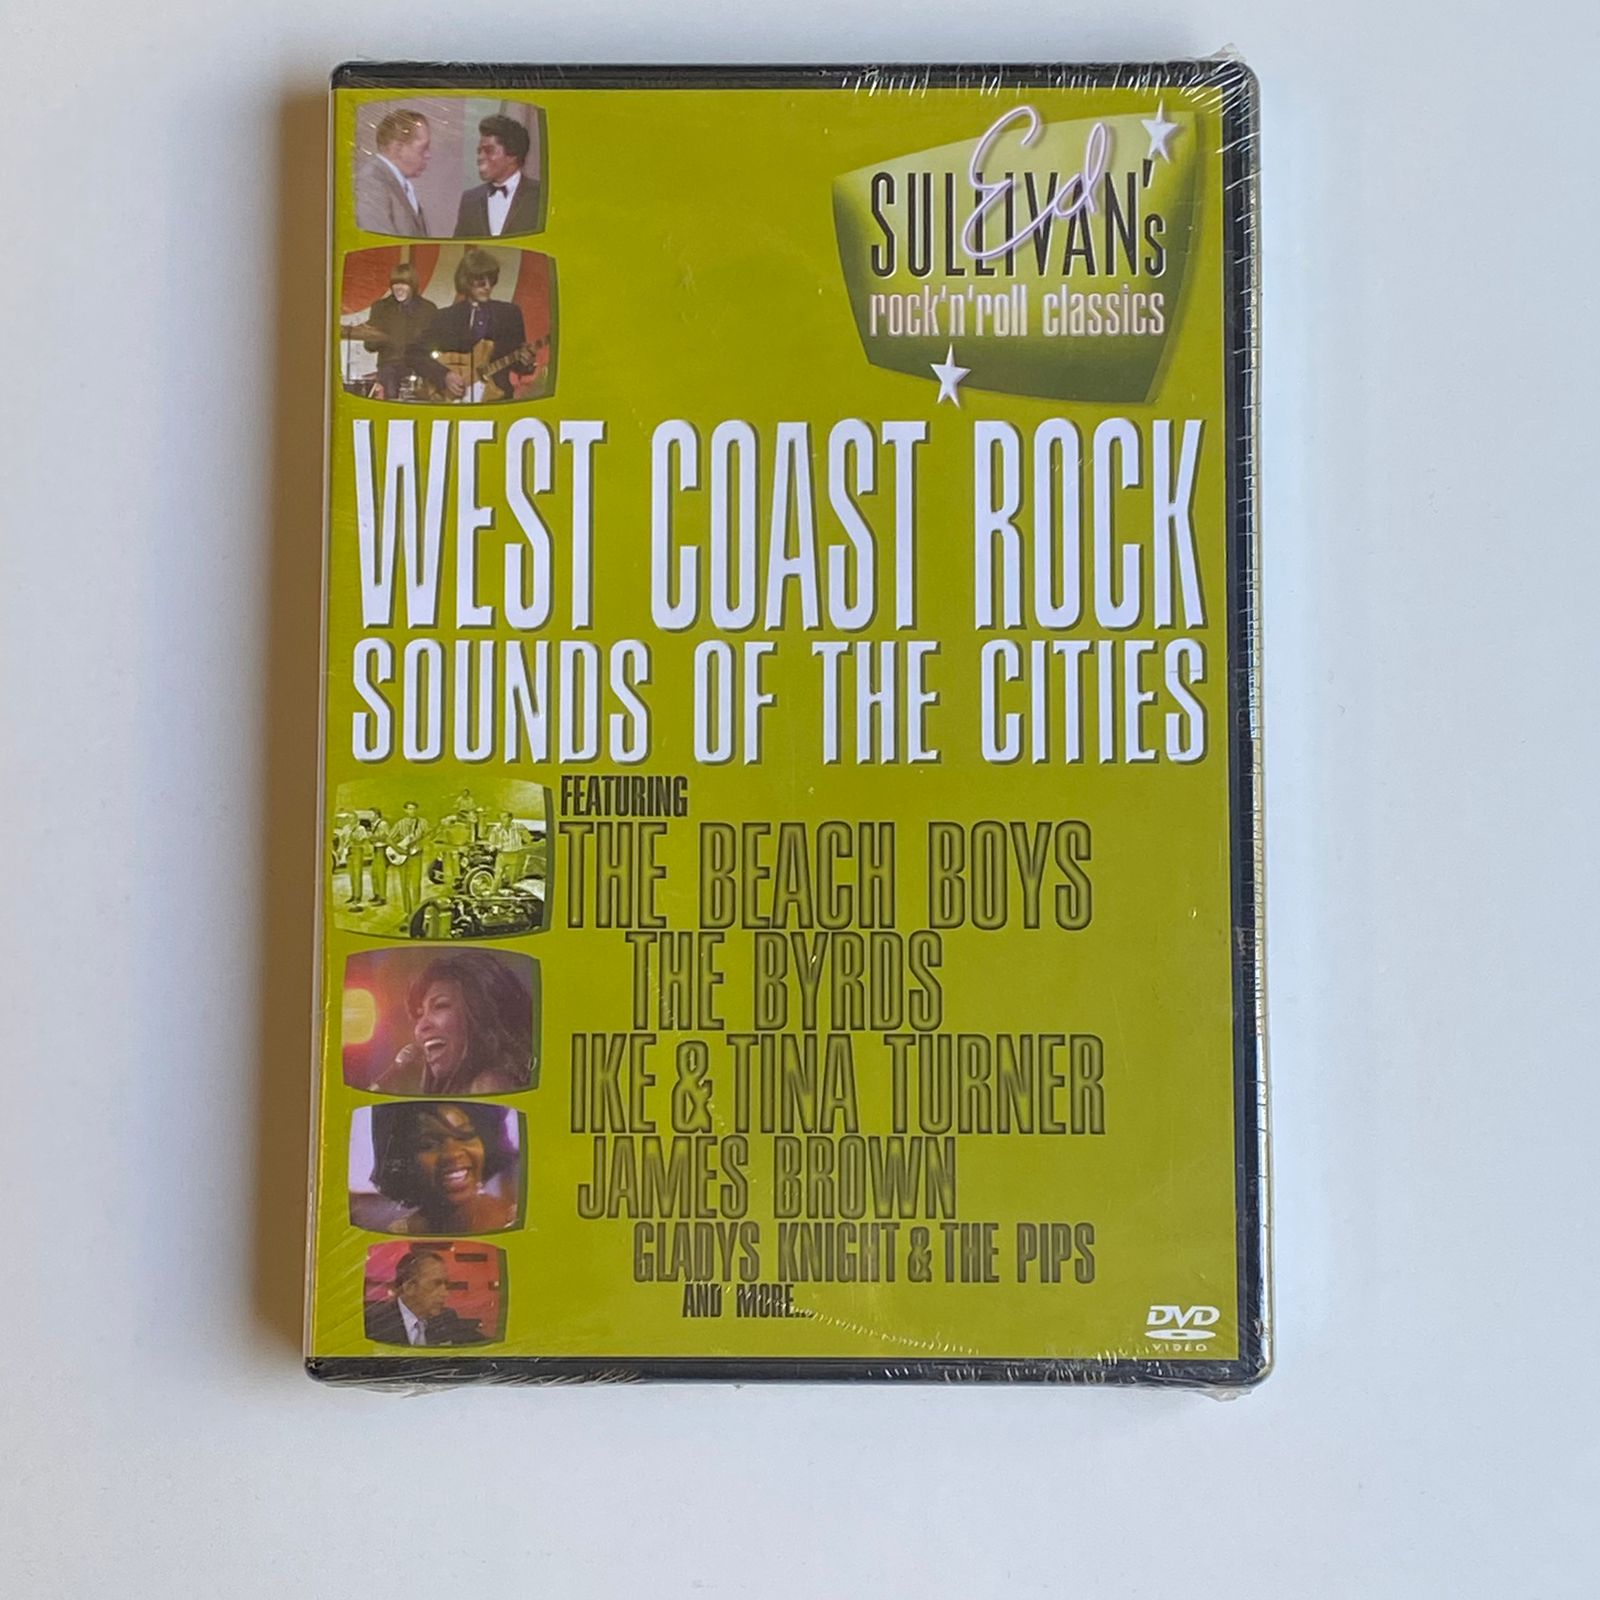 Ed
SULLIVAN's
rock'n'roll classics
WEST COAST ROCK
SOUNDS OF THE CITIES
FEATURING
THE BEACH BOYS
THE BYRDS
IKE & TINA TURNER
JAMES BROWN
GLADYS KNIGHT & THE PIPS
AND MORE...
DVD
VIDEO